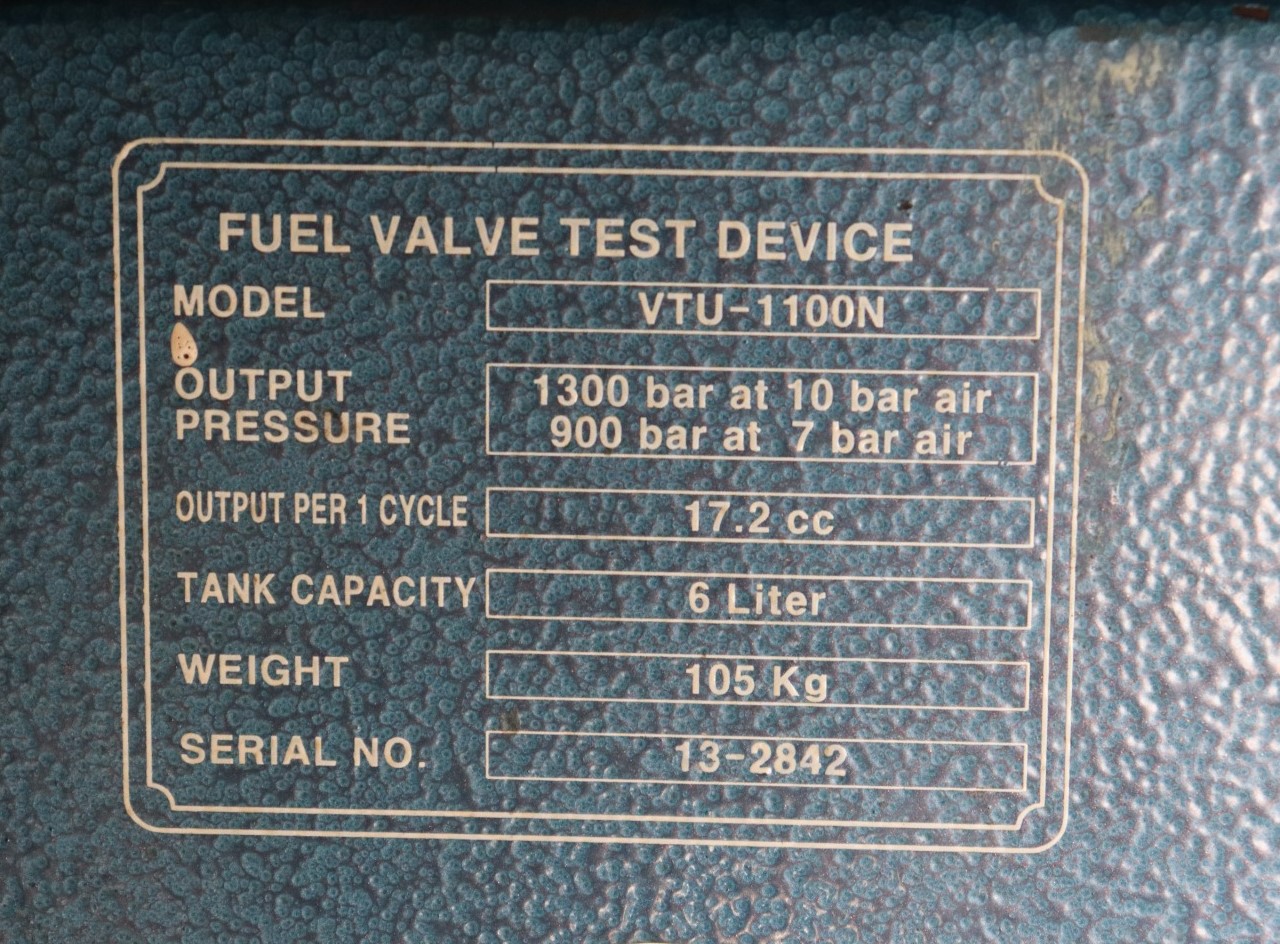 FUEL VALVE TEST DEVICE
MODEL VTU-1100N
OUTPUT PRESSURE
1300 bar at 10 bar air
900 bar at 7 bar air
OUTPUT PER 1 CYCLE 17.2 cc
TANK CAPACITY 6 Liter
WEIGHT 105 Kg
SERIAL NO. 13-2842